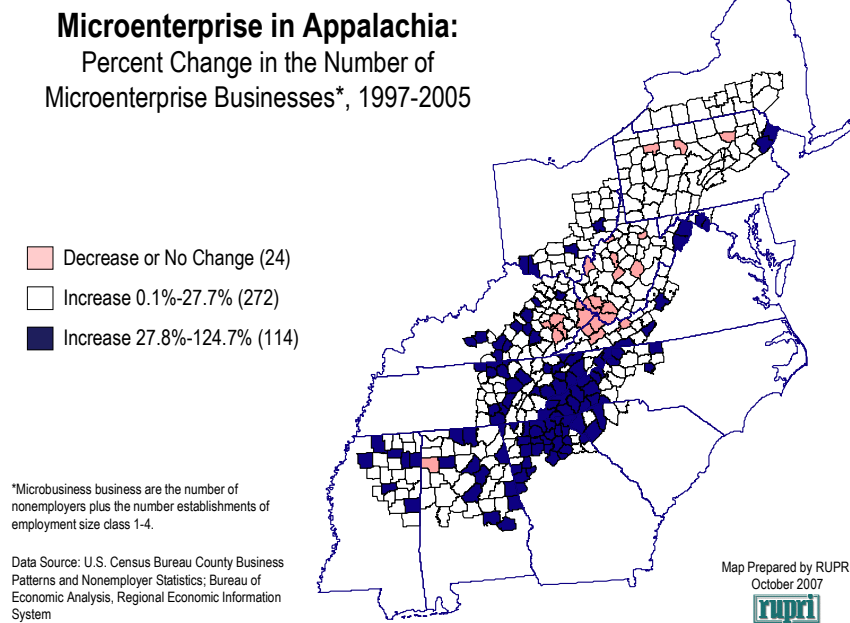 Microenterprise in Appalachia:
Percent Change in the Number of
Microenterprise Businesses*, 1997-2005
Decrease or No Change (24)
Increase 0.1%-27.7% (272)
Increase 27.8%-124.7% (114)
*Microbusiness business are the number of
nonemployers plus the number establishments of
employment size class 1-4.
Data Source: U.S. Census Bureau County Business
Patterns and Nonemployer Statistics; Bureau of
Economic Analysis, Regional Economic Information
System
Map Prepared by RUPR
October 2007
rupri